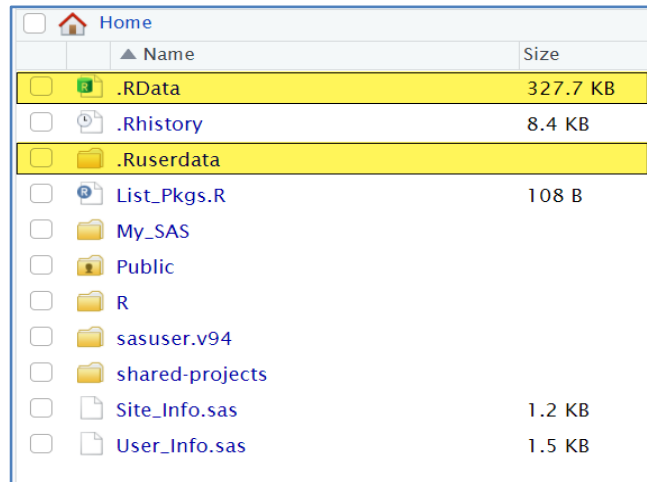 Home
Name Size
.RData 327.7 KB
.Rhistory 8.4 KB
.Ruserdata
List_Pkgs.R 108 B
My_SAS
Public
R
sasuser.v94
shared-projects
Site_Info.sas 1.2 KB
User_Info.sas 1.5 KB